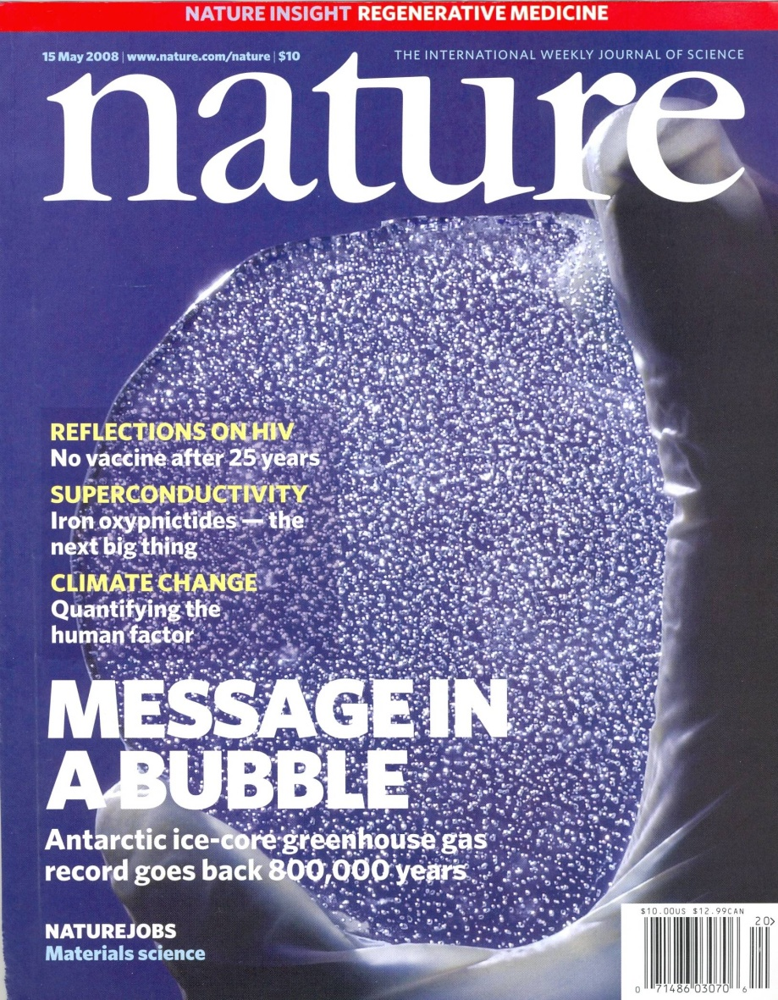 NATURE INSIGHT REGENERATIVE MEDICINE
15 May 2008 | www.nature.com/nature | $10
THE INTERNATIONAL WEEKLY JOURNAL OF SCIENCE
nature
REFLECTIONS ON HIV
No vaccine after 25 years
SUPERCONDUCTIVITY
Iron oxypnictides — the
next big thing
CLIMATE CHANGE
Quantifying the
human factor
MESSAGE IN
A BUBBLE
Antarctic ice-core greenhouse gas
record goes back 800,000 years
NATUREJOBS
Materials science
$10.00US $12.99CAN
20>
0 71486 03070 6